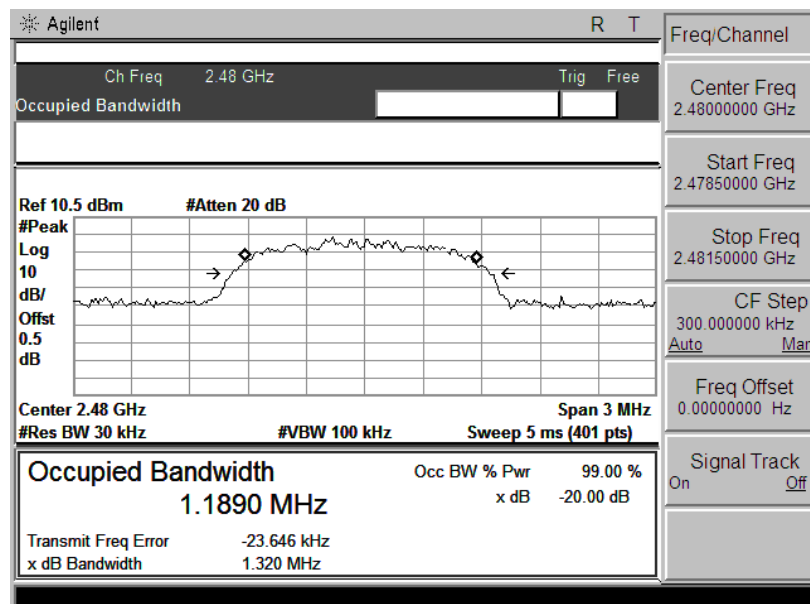 Agilent R T
Ch Freq 2.48 GHz Trig Free
Occupied Bandwidth
Ref 10.5 dBm #Atten 20 dB
#Peak
Log
10
dB/
Offst
0.5
dB
Center 2.48 GHz Span 3 MHz
#Res BW 30 kHz #VBW 100 kHz Sweep 5 ms (401 pts)
Occupied Bandwidth Occ BW % Pwr 99.00 %
1.1890 MHz x dB -20.00 dB
Transmit Freq Error -23.646 kHz
x dB Bandwidth 1.320 MHz
Freq/Channel
Center Freq
2.48000000 GHz
Start Freq
2.47850000 GHz
Stop Freq
2.48150000 GHz
CF Step
300.000000 kHz
Auto Man
Freq Offset
0.00000000 Hz
Signal Track
On Off